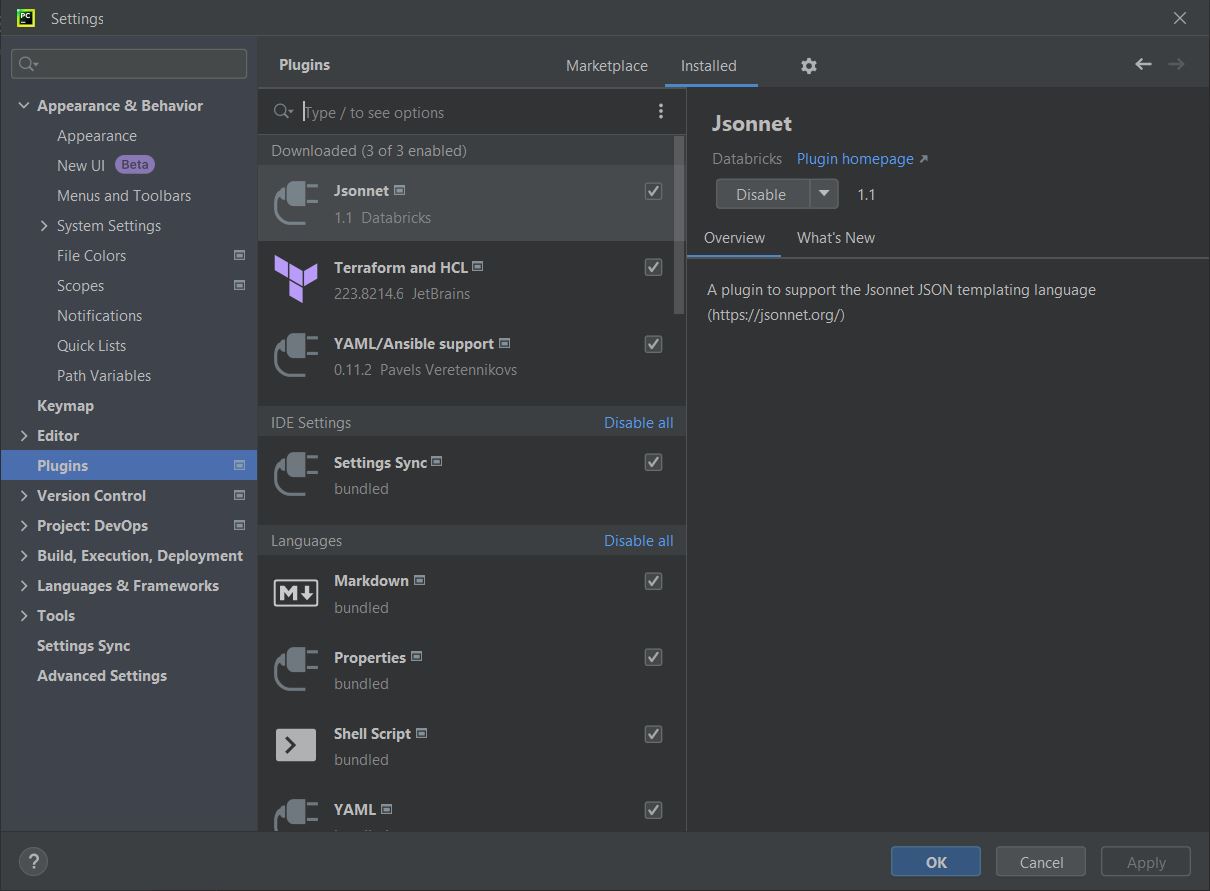 PC
Settings
Appearance & Behavior
Appearance
New UI Beta
Menus and Toolbars
System Settings
File Colors
Scopes
Notifications
Quick Lists
Path Variables
Keymap
Editor
Plugins
Version Control
Project: DevOps
Build, Execution, Deployment
Languages & Frameworks
Tools
Settings Sync
Advanced Settings
Plugins
Marketplace
Installed
Type / to see options
Downloaded (3 of 3 enabled)
Jsonnet
1.1 Databricks
Terraform and HCL
223.8214.6 JetBrains
YAML/Ansible support
0.11.2 Pavels Veretennikovs
IDE Settings Disable all
Settings Sync
bundled
Languages Disable all
M Markdown
bundled
Properties
bundled
Shell Script
bundled
YAML
Jsonnet
Databricks Plugin homepage
Disable 1.1
Overview What's New
A plugin to support the Jsonnet JSON templating language
(https://jsonnet.org/)
?
OK Cancel Apply